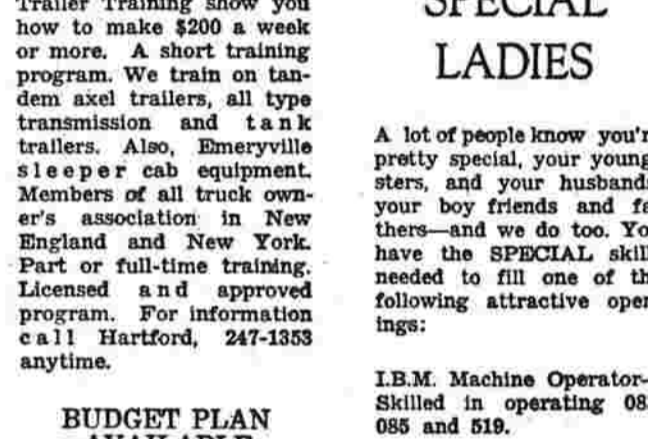 Trailer Training show you
how to make $200 a week
or more. A short training
program. We train on tan-
dem axel trailers, all type
transmission and tank
trailers. Also, Emeryville
sleeper cab equipment.
Members of all truck own-
er's association in New
England and New York.
Part or full-time training.
Licensed and approved
program. For information
call Hartford, 247-1353
anytime.
BUDGET PLAN
AVAILABLE
SPECIAL
LADIES
A lot of people know you'r
pretty special, your young
sters, and your husbands
your boy friends and fa
thers—and we do too. Yo
have the SPECIAL skill
needed to fill one of th
following attractive open
ings:
I.B.M. Machine Operator-
Skilled in operating 08
085 and 519.